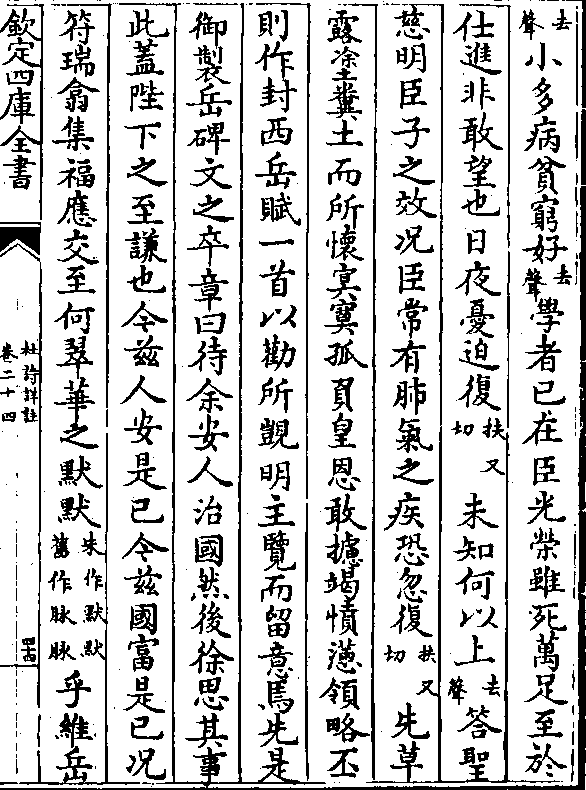 去聲小多病貧窮好去聲學者已在臣光榮雖死萬足至於
仕進非敢望也日夜憂迫復扶又切未知何以上去聲答聖
慈明臣子之效况臣常有肺氣之疾恐忽復扶又切先草
露塗糞土而所懷冥寞孤負皇恩敢攄竭憤懣領略丕
則作封西岳賦一首以勸所覬明主覽而留意焉先是
御製岳碑文之卒章曰待余安人治國然後徐思其事
此蓋陛下之至謙也今兹人安是已今兹國富是已况
符瑞翕集福應交至何翠華之默默朱作默默舊作脉脉乎維岳
欽定四庫全書
杜詩詳註
卷二十四
四十四